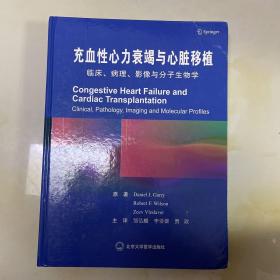 Springer
充血性心力衰竭与心脏移植
临床、病理、影像与分子生物学
Congestive Heart Failure and
Cardiac Transplantation
Clinical, Pathology, Imaging and Molecular Profiles
原 著 Daniel J. Garry
Robert F. Wilson
Zeev Vlodaver
主 译
北京大学医学出版社